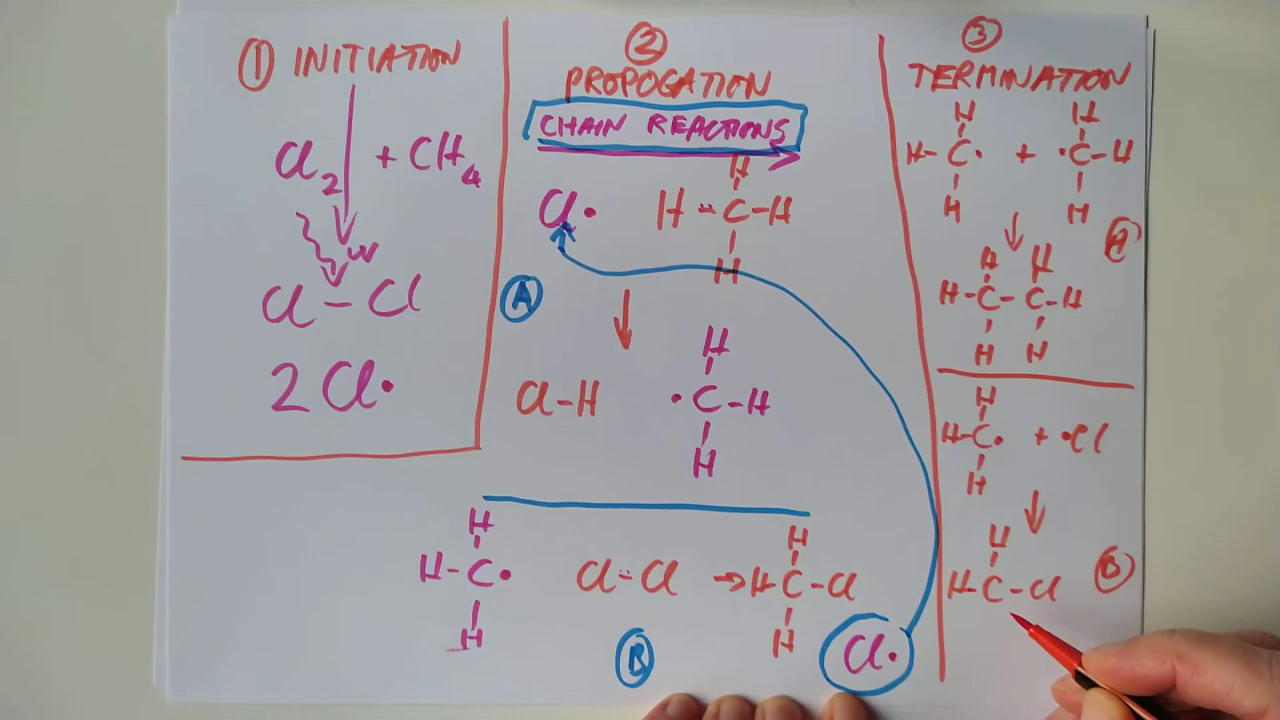 ① INITIATION
Cl₂ + CH₄
UV
Cl – Cl
2 Cl•
②
PROPOGATION
CHAIN REACTIONS
H
Cl• H – C – H
H
A
H
Cl – H • C – H
H
H
H – C •
H
Cl – Cl →
H
H C – Cl
H
B
Cl•
③
TERMINATION
H H
H – C • + • C – H
H H
A
H H
H – C – C – H
H H
H
H – C • + • Cl
H
H
H – C – Cl
B